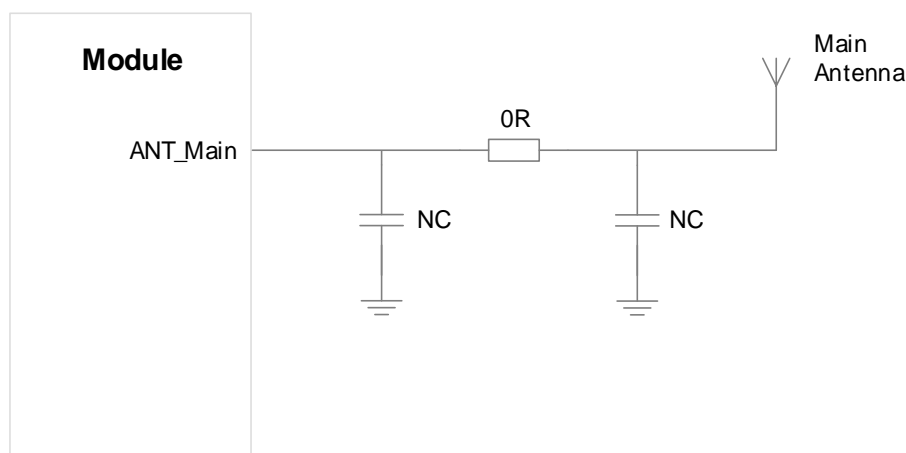 Module
Main
Antenna
0R
ANT_Main
NC
NC